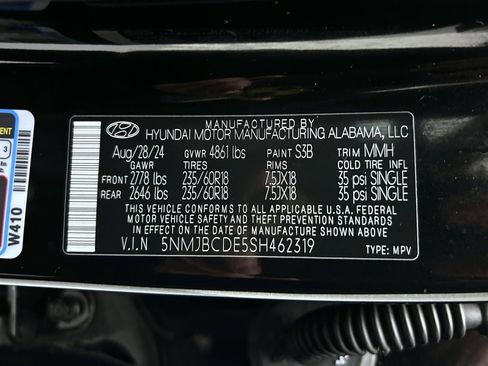 MANUFACTURED BY
HYUNDAI MOTOR MANUFACTURING ALABAMA, LLC
Aug/28/24 GVWR 4861 lbs PAINT S3B TRIM MMH
GAWR TIRES RIMS COLD TIRE INFL
FRONT 2778 lbs 235/60R18 7.5JX18 35 psi SINGLE
REAR 2646 lbs 235/60R18 7.5JX18 35 psi SINGLE
THIS VEHICLE CONFORMS TO ALL APPLICABLE U.S.A. FEDERAL
MOTOR VEHICLE SAFETY AND THEFT PREVENTION STANDARDS
IN EFFECT ON THE DATE OF MANUFACTURE SHOWN ABOVE
V.I.N 5NMJBCDE5SH462319 TYPE: MPV
3
W410